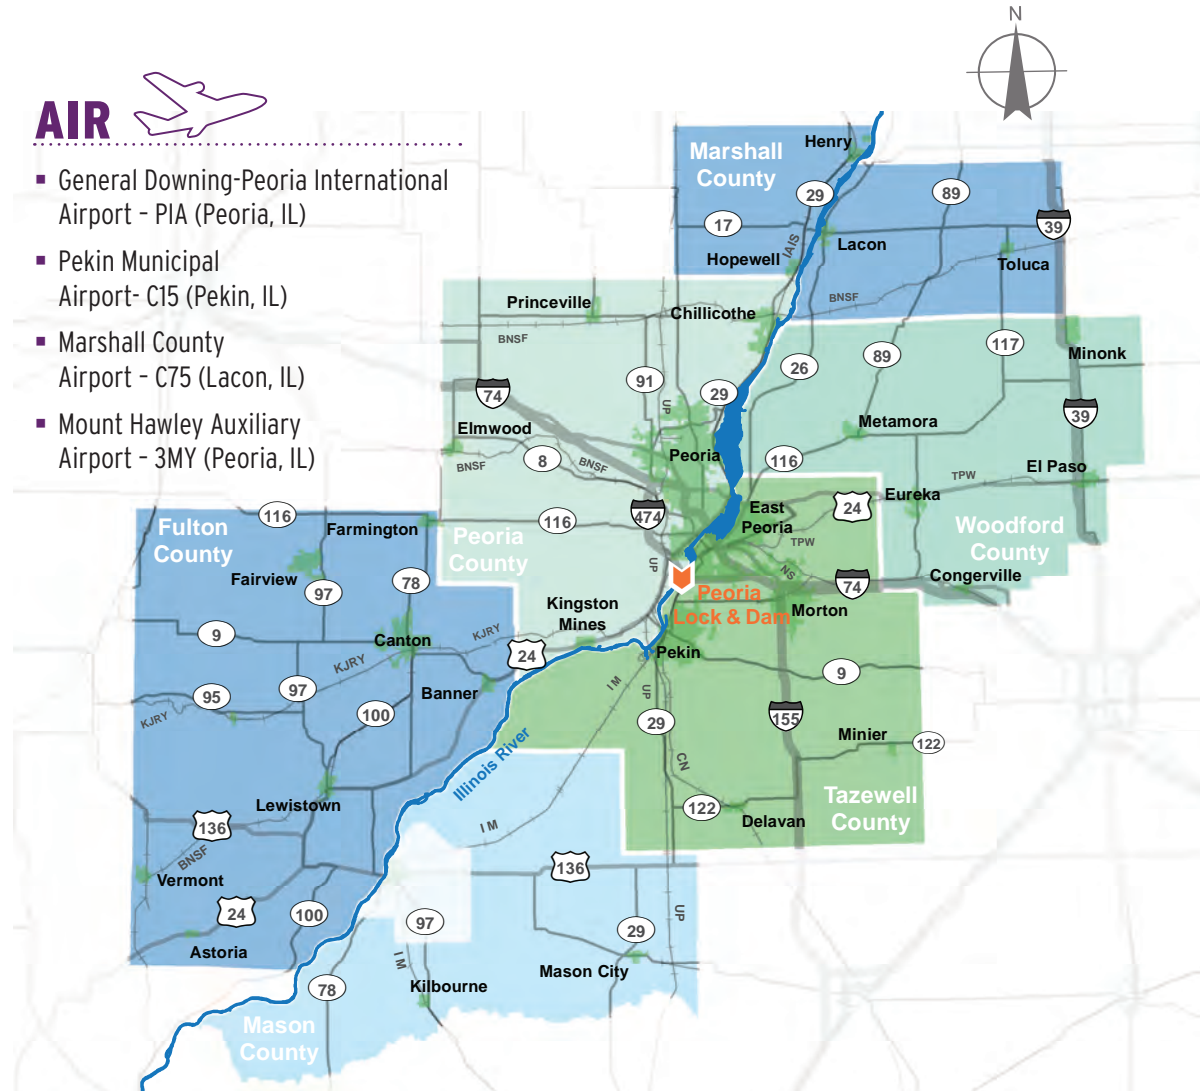 N
AIR
▪ General Downing-Peoria International
Airport – PIA (Peoria, IL)
▪ Pekin Municipal
Airport- C15 (Pekin, IL)
▪ Marshall County
Airport – C75 (Lacon, IL)
▪ Mount Hawley Auxiliary
Airport – 3MY (Peoria, IL)
Henry
Marshall
County
29
89
17
39
IAIS
Lacon
Hopewell
Toluca
BNSF
Princeville
Chillicothe
BNSF
117
Minonk
89
26
91
29
74
UP
39
Elmwood
Metamora
Peoria
BNSF
8
BNSF
116
El Paso
TPW
Eureka
474
East
Peoria
24
116
Fulton
County
Farmington
116
Peoria
County
TPW
Woodford
County
UP
NS
Fairview
97
78
74
Congerville
Peoria
Lock & Dam
Kingston
Mines
Morton
9
Canton
KJRY
24
Pekin
KJRY
9
95
97
Banner
IM
UP
KJRY
100
29
155
Minier
122
Illinois River
CN
Lewistown
122
Delavan
Tazewell
County
136
IM
BNSF
Vermont
136
24
100
97
UP
29
Astoria
IM
Mason City
78
Kilbourne
Mason
County